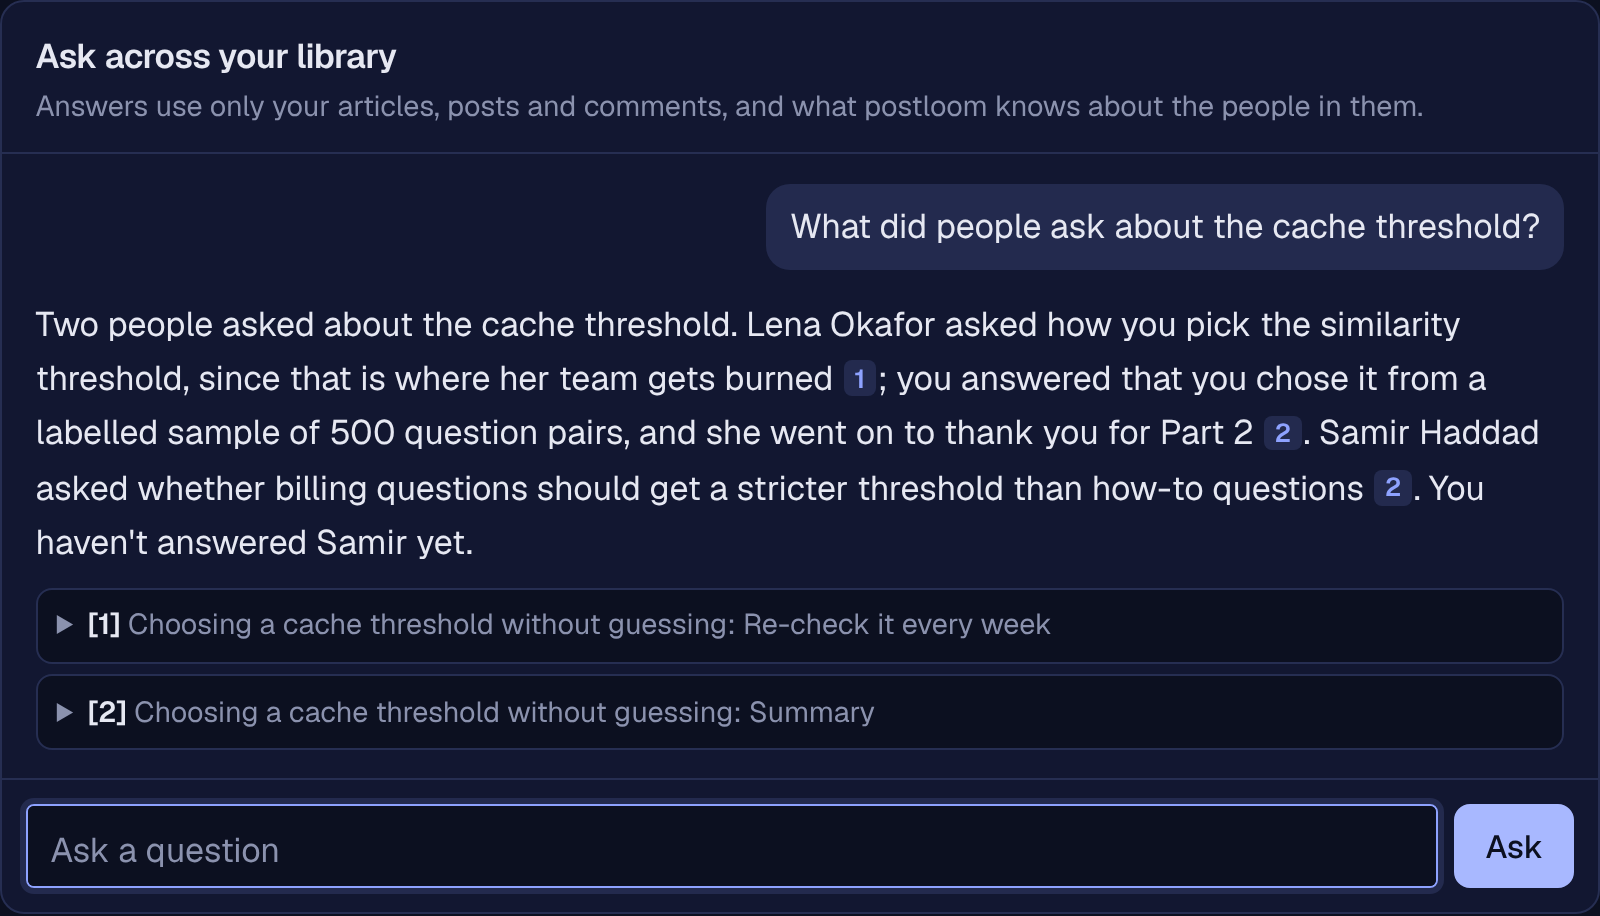 Ask across your library
Answers use only your articles, posts and comments, and what postloom knows about the people in them.
What did people ask about the cache threshold?
Two people asked about the cache threshold. Lena Okafor asked how you pick the similarity
threshold, since that is where her team gets burned 1; you answered that you chose it from a
labelled sample of 500 question pairs, and she went on to thank you for Part 2 2. Samir Haddad
asked whether billing questions should get a stricter threshold than how-to questions 2. You
haven't answered Samir yet.
[1] Choosing a cache threshold without guessing: Re-check it every week
[2] Choosing a cache threshold without guessing: Summary
Ask a question
Ask